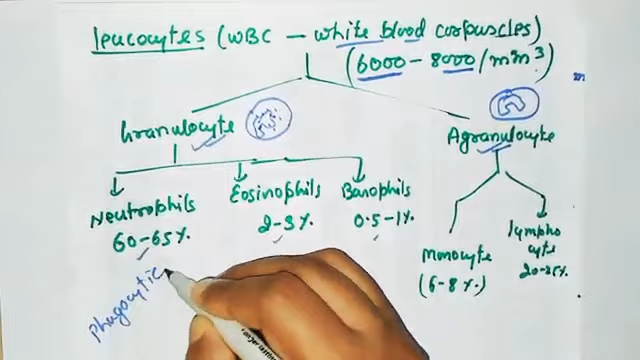 leucocytes (WBC – white blood corpuscles)
(6000 – 8000/mm³)
Granulocyte
Agranulocyte
Neutrophils
60–65%.
Eosinophils
2–3%.
Basophils
0.5–1%.
Monocyte
(6–8%.)
lympho
cyte
20-25%.
Phagocytic